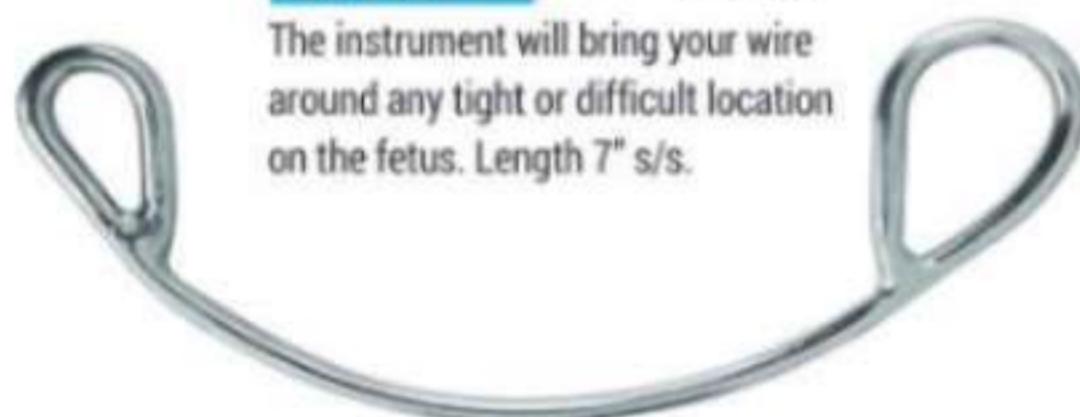 The instrument will bring your wire
around any tight or difficult location
on the fetus. Length 7" s/s.